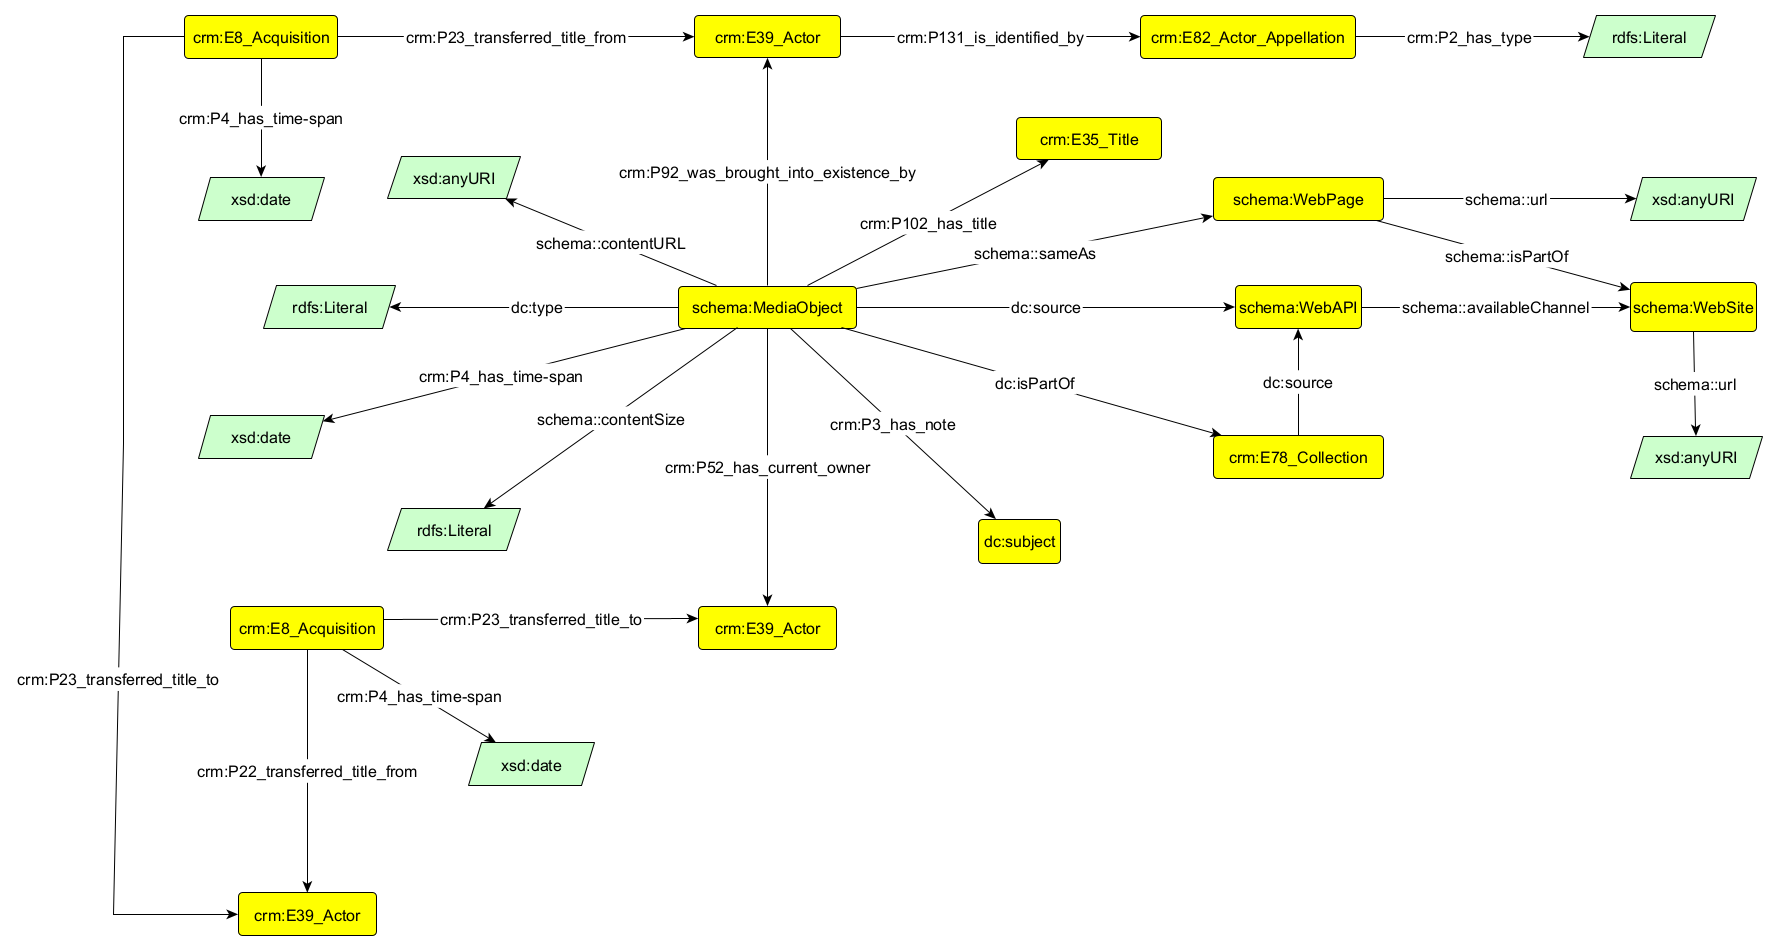 crm:E8_Acquisition
crm:P23_transferred_title_from
crm:E39_Actor
crm:P131_is_identified_by
crm:E82_Actor_Appellation
crm:P2_has_type
rdfs:Literal
crm:P4_has_time-span
crm:E35_Title
xsd:anyURI
crm:P92_was_brought_into_existence_by
xsd:date
schema:WebPage
schema::url
xsd:anyURI
crm:P102_has_title
schema::contentURL
schema::sameAs
schema::isPartOf
rdfs:Literal
dc:type
schema:MediaObject
dc:source
schema:WebAPI
schema::availableChannel
schema:WebSite
crm:P4_has_time-span
dc:isPartOf
dc:source
schema::url
schema::contentSize
crm:P3_has_note
xsd:date
crm:P52_has_current_owner
crm:E78_Collection
xsd:anyURI
rdfs:Literal
dc:subject
crm:E8_Acquisition
crm:P23_transferred_title_to
crm:E39_Actor
crm:P23_transferred_title_to
crm:P4_has_time-span
crm:P22_transferred_title_from
xsd:date
crm:E39_Actor